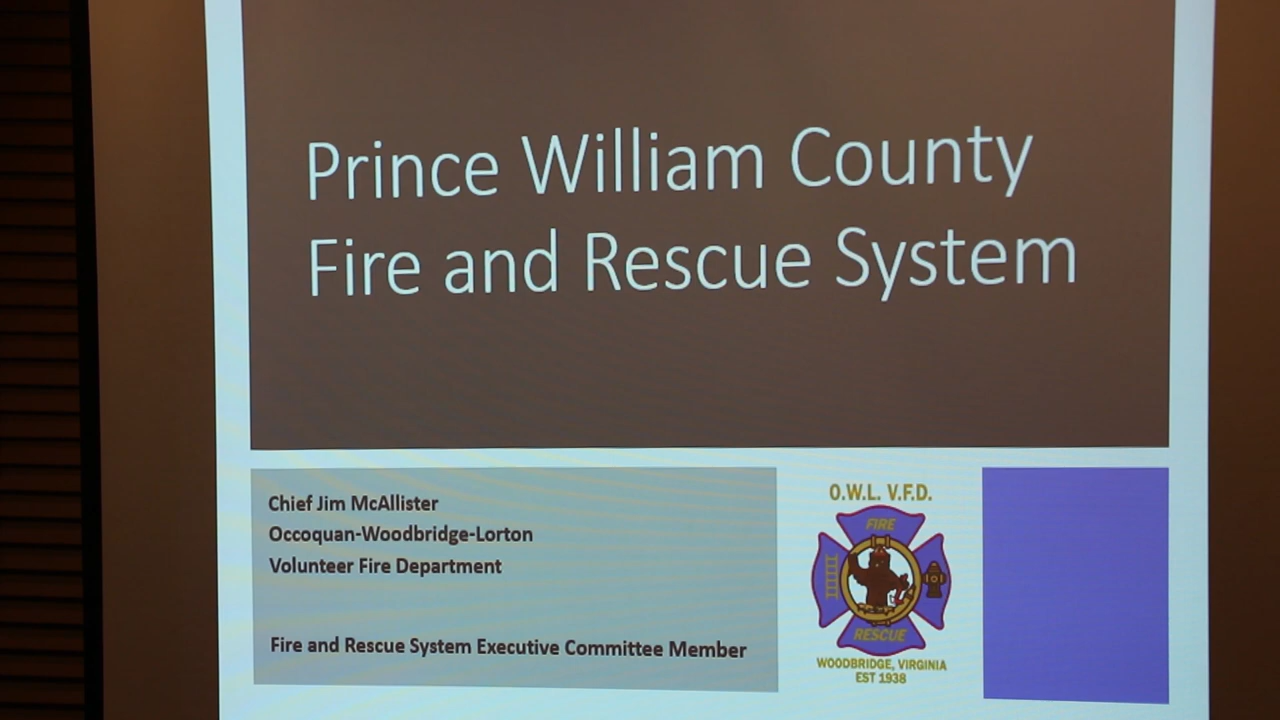 Prince William County
Fire and Rescue System
Chief Jim McAllister
Occoquan-Woodbridge-Lorton
Volunteer Fire Department
Fire and Rescue System Executive Committee Member
O.W.L. V.F.D.
FIRE
RESCUE
WOODBRIDGE, VIRGINIA
EST 1938